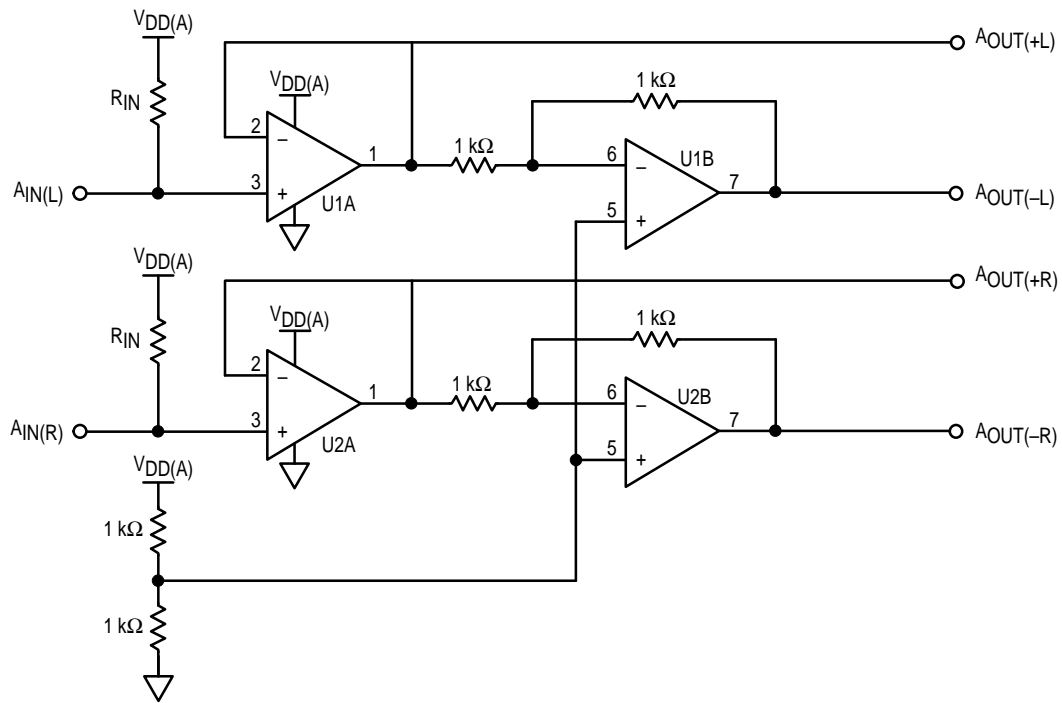 VDD(A)
AOUT(+L)
RIN
VDD(A)
1 kΩ
2
–
1
1 kΩ
6
–
U1B
7
AIN(L)
3
+
U1A
AOUT(–L)
5
+
VDD(A)
AOUT(+R)
RIN
VDD(A)
1 kΩ
2
–
1
1 kΩ
6
–
U2B
7
AIN(R)
3
+
U2A
AOUT(–R)
5
+
VDD(A)
1 kΩ
1 kΩ